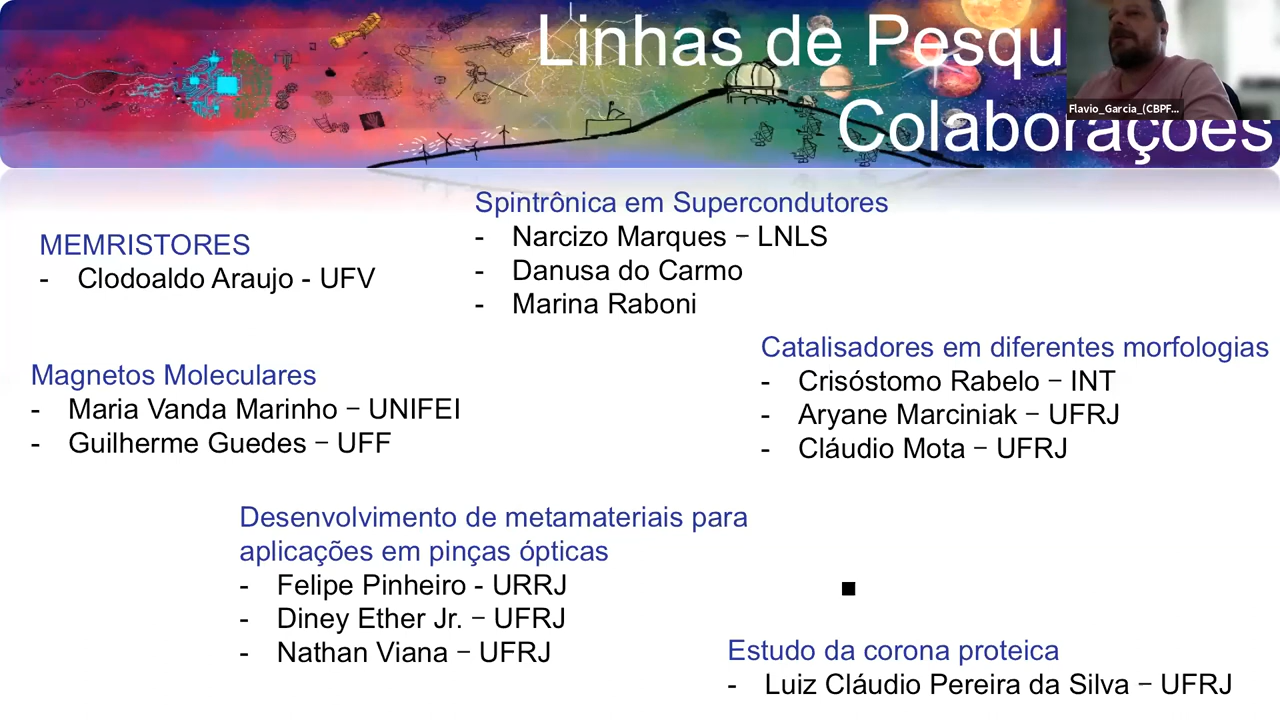 Linhas de Pesqu
Colaborações
Flavio_Garcia_(CBPF...
Spintrônica em Supercondutores
- Narcizo Marques – LNLS
- Danusa do Carmo
- Marina Raboni
MEMRISTORES
- Clodoaldo Araujo - UFV
Catalisadores em diferentes morfologias
- Crisóstomo Rabelo – INT
- Aryane Marciniak – UFRJ
- Cláudio Mota – UFRJ
Magnetos Moleculares
- Maria Vanda Marinho – UNIFEI
- Guilherme Guedes – UFF
Desenvolvimento de metamateriais para
aplicações em pinças ópticas
- Felipe Pinheiro - URRJ
- Diney Ether Jr. – UFRJ
- Nathan Viana – UFRJ
Estudo da corona proteica
- Luiz Cláudio Pereira da Silva – UFRJ